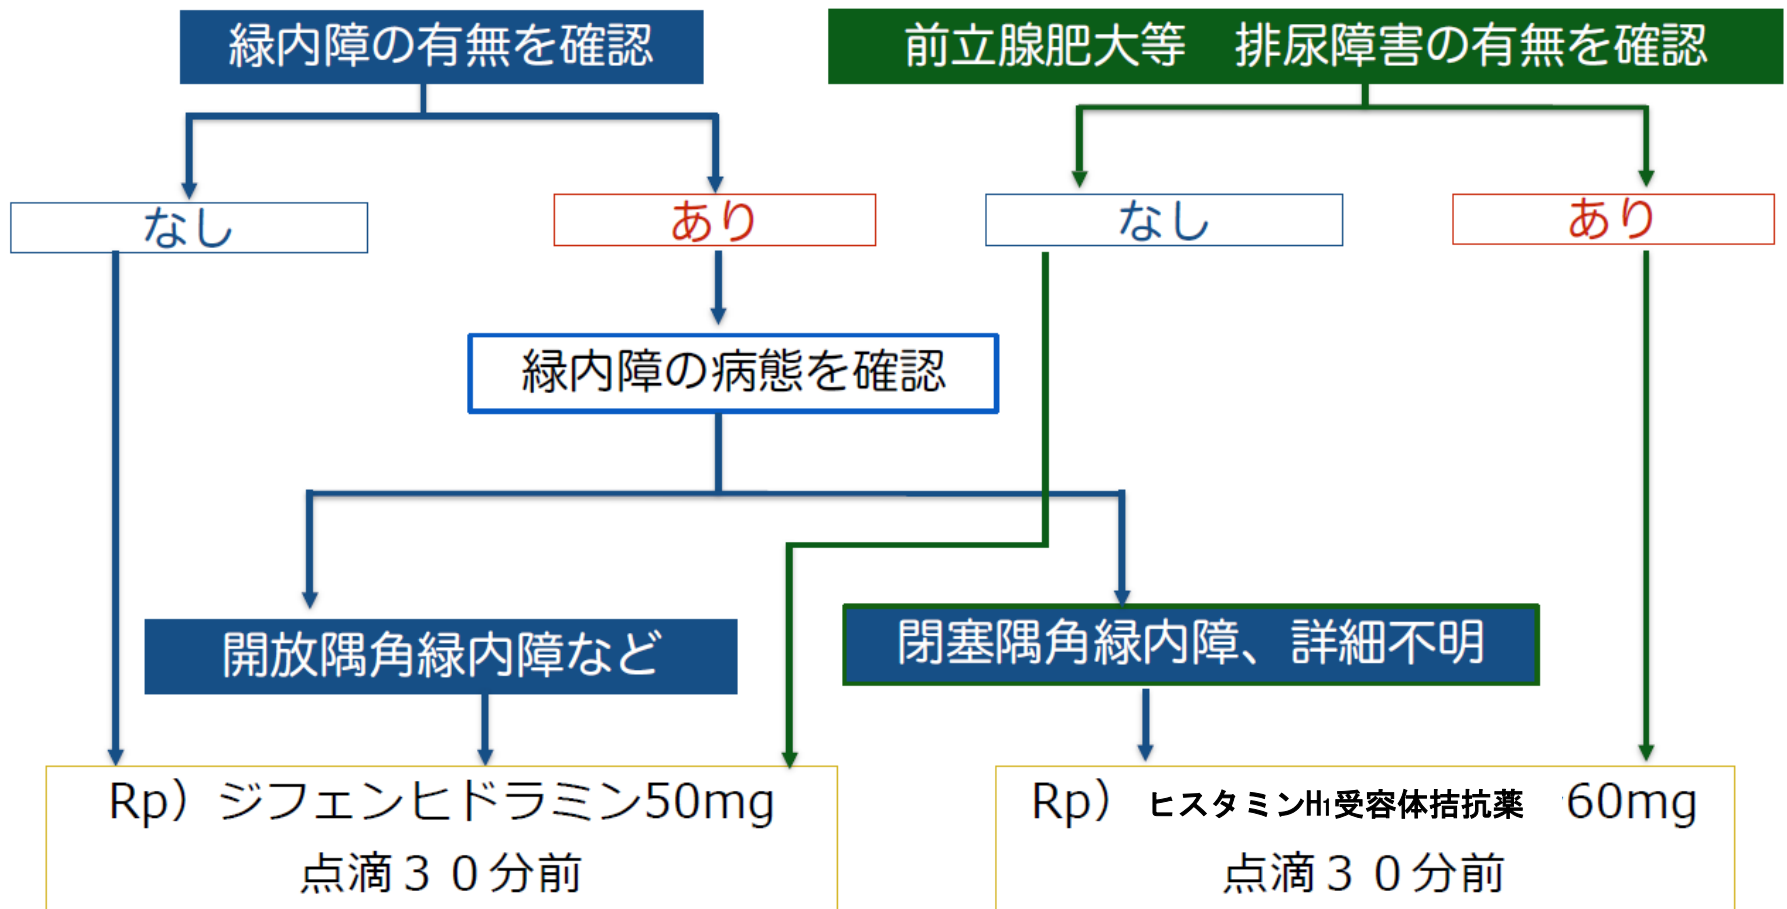 緑内障の有無を確認
前立腺肥大等　排尿障害の有無を確認
なし
あり
なし
あり
緑内障の病態を確認
開放隅角緑内障など
閉塞隅角緑内障、詳細不明
Rp）ジフェンヒドラミン50mg
点滴３０分前
Rp） ヒスタミンH₁受容体拮抗薬 60mg
点滴３０分前